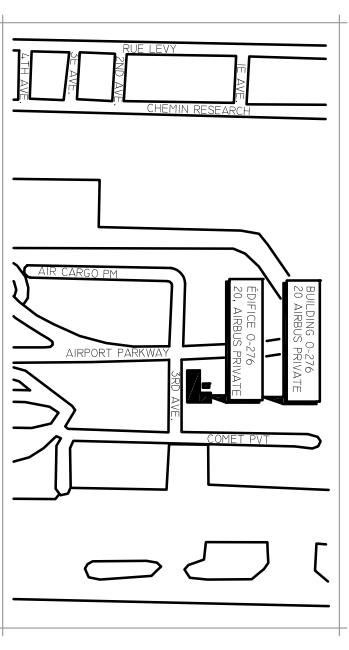 RUE LEVY
4TH AVE.
3E AVE.
2ND AVE.
1E AVE.
CHEMIN RESEARCH
AIR CARGO PM
BUILDING O-276
20 AIRBUS PRIVATE
ÉDIFICE O-276
20, AIRBUS PRIVATE
AIRPORT PARKWAY
3RD AVE.
COMET PVT